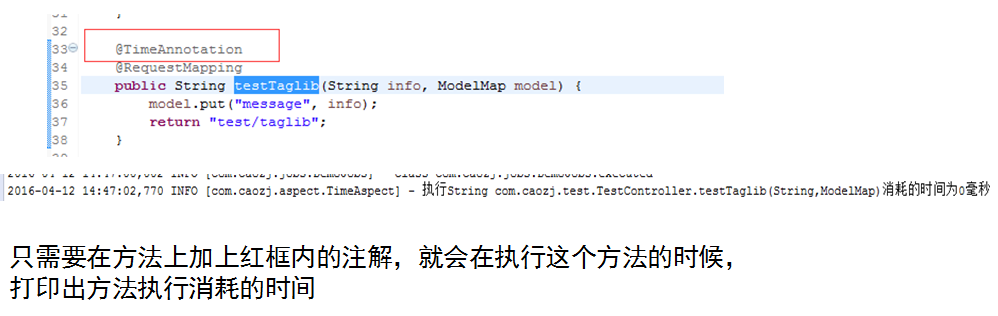 31 }
32
33 @TimeAnnotation
34 @RequestMapping
35 public String testTaglib(String info, ModelMap model) {
36 model.put("message", info);
37 return "test/taglib";
38 }
2016-04-12 14:47:02,770 INFO [com.caozj.aspect.TimeAspect] - 执行String com.caozj.test.TestController.testTaglib(String,ModelMap)消耗的时间为0毫秒
只需要在方法上加上红框内的注解，就会在执行这个方法的时候，
打印出方法执行消耗的时间